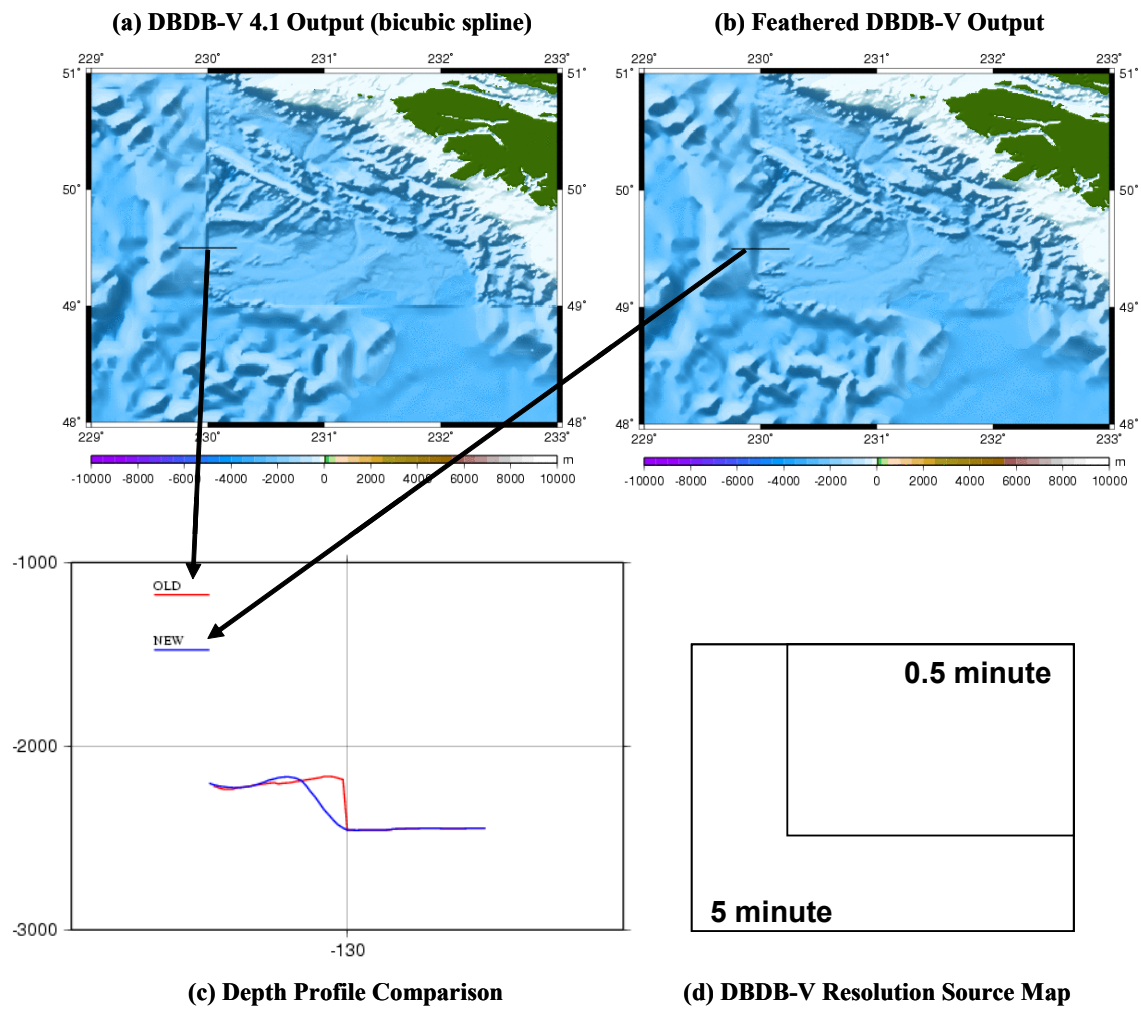 (a) DBDB-V 4.1 Output (bicubic spline)
(b) Feathered DBDB-V Output
229° 230° 231° 232° 233°
229° 230° 231° 232° 233°
51° 51° 51° 51°
50° 50° 50° 50°
49° 49° 49° 49°
48° 48° 48° 48°
229° 230° 231° 232° 233°
229° 230° 231° 232° 233°
m
m
-10000 -8000 -6000 -4000 -2000 0 2000 4000 6000 8000 10000
-10000 -8000 -6000 -4000 -2000 0 2000 4000 6000 8000 10000
-1000
OLD
NEW
0.5 minute
-2000
5 minute
-3000
-130
(c) Depth Profile Comparison
(d) DBDB-V Resolution Source Map